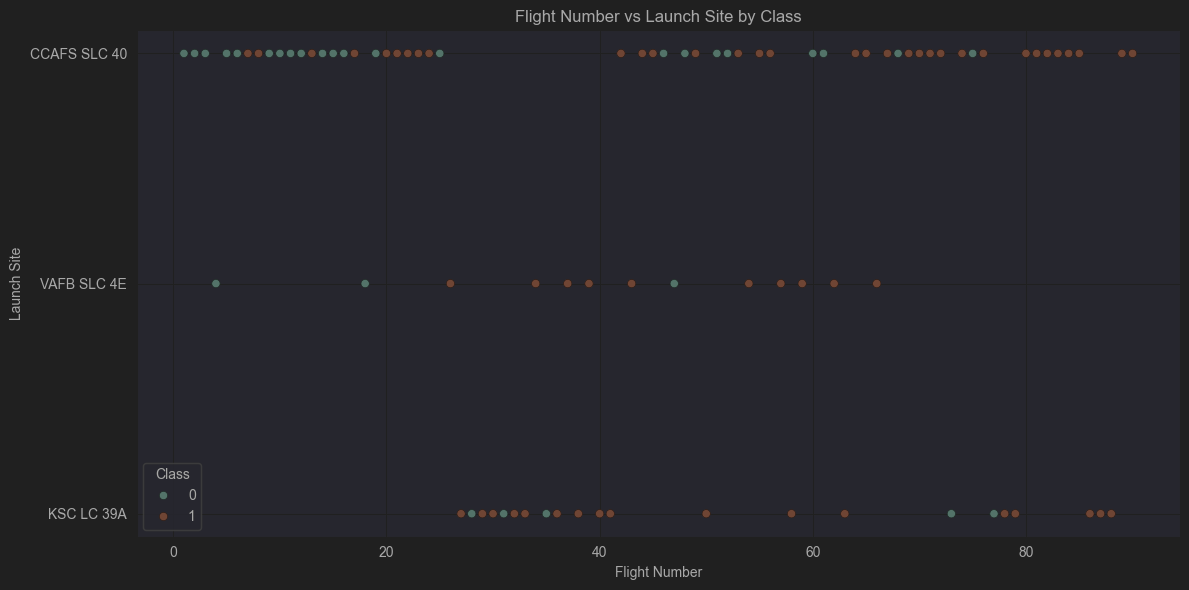 Flight Number vs Launch Site by Class
CCAFS SLC 40
VAFB SLC 4E
KSC LC 39A
Launch Site
Class
0
1
0
20
40
60
80
Flight Number